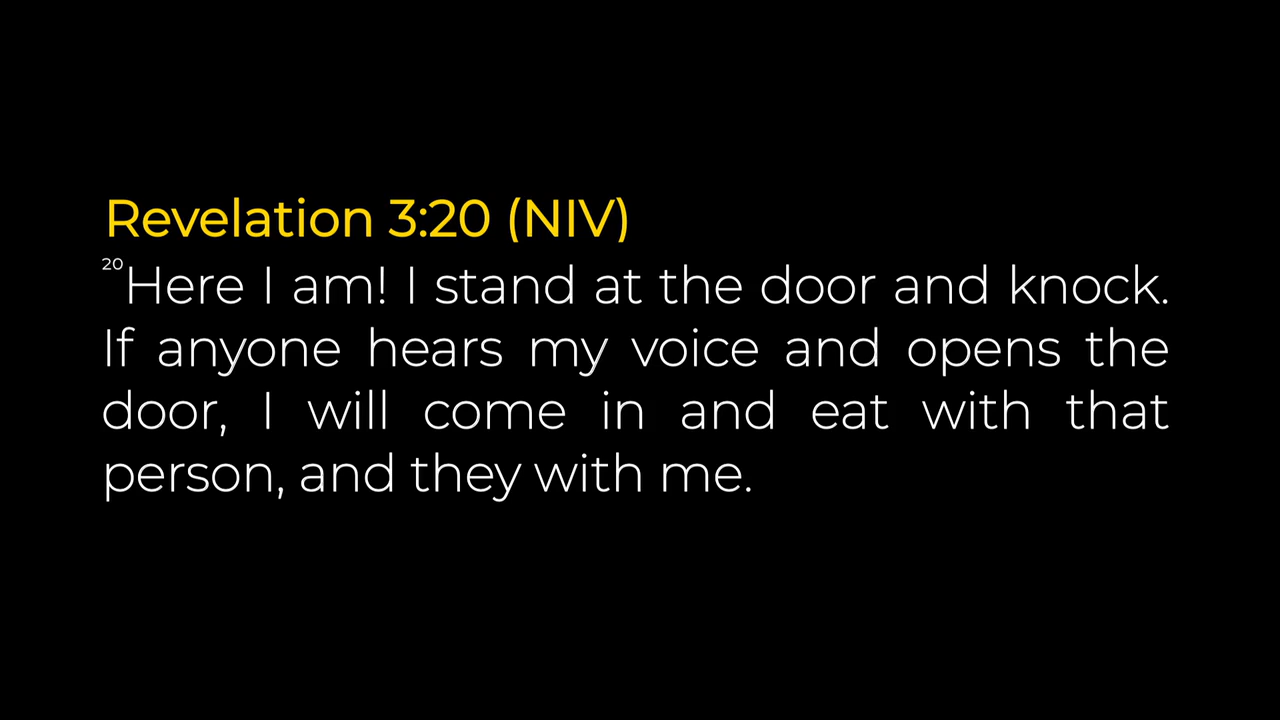 Revelation 3:20 (NIV)
20Here I am! I stand at the door and knock.
If anyone hears my voice and opens the
door, I will come in and eat with that
person, and they with me.